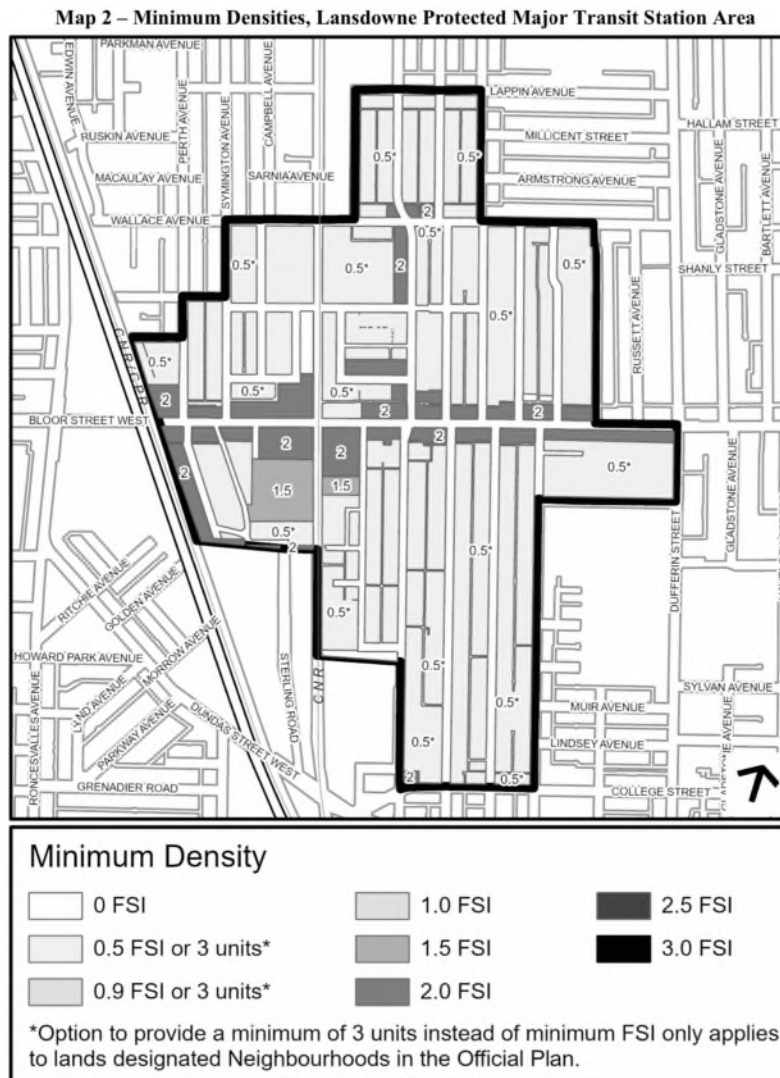 Map 2 – Minimum Densities, Lansdowne Protected Major Transit Station Area
PARKMAN AVENUE
EDWIN AVENUE
PERTH AVENUE
SYMINGTON AVENUE
CAMPBELL AVENUE
LAPPIN AVENUE
HALLAM STREET
RUSKIN AVENUE
MILLICENT STREET
0.5*
0.5*
MACAULAY AVENUE
SARNIA AVENUE
ARMSTRONG AVENUE
GLADSTONE AVENUE
BARTLETT AVENUE
WALLACE AVENUE
2
0.5*
0.5*
0.5*
2
0.5*
SHANLY STREET
0.5*
RUSSETT AVENUE
CNR/CPR
0.5*
2
0.5*
0.5*
2
2
2
BLOOR STREET WEST
2
2
2
2
1.5
1.5
0.5*
0.5*
2
0.5*
GLADSTONE AVENUE
DUFFERIN STREET
RITCHIE AVENUE
GOLDEN AVENUE
0.5*
HOWARD PARK AVENUE
MORROW AVENUE
STERLING ROAD
CNR
0.5*
0.5*
SYLVAN AVENUE
RONCESVALLES AVENUE
PARKWAY AVENUE
DUNDAS STREET WEST
MUIR AVENUE
0.5*
LINDSEY AVENUE
GRENADIER ROAD
2
0.5*
COLLEGE STREET
Minimum Density
0 FSI
0.5 FSI or 3 units*
0.9 FSI or 3 units*
1.0 FSI
1.5 FSI
2.0 FSI
2.5 FSI
3.0 FSI
*Option to provide a minimum of 3 units instead of minimum FSI only applies
to lands designated Neighbourhoods in the Official Plan.